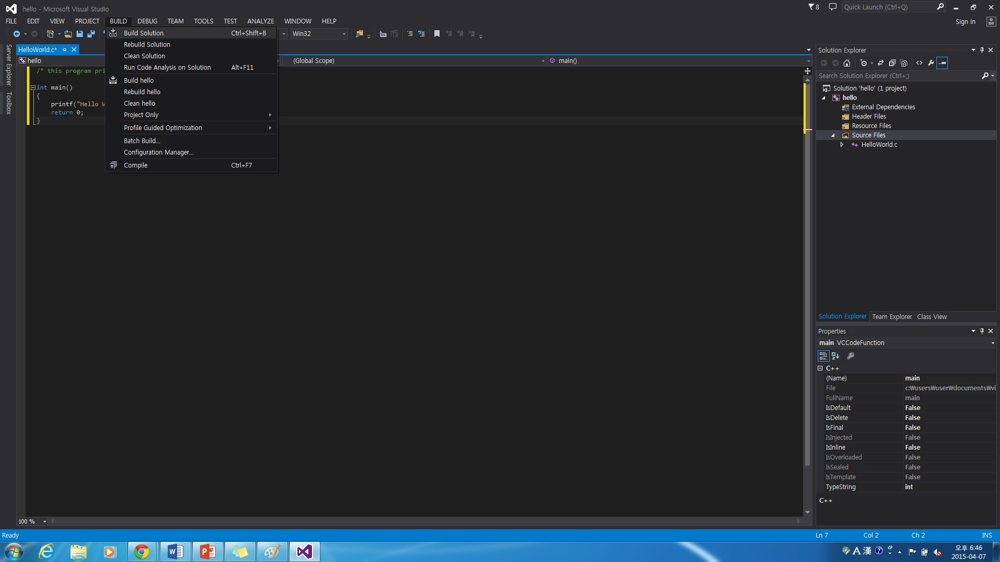 hello - Microsoft Visual Studio
8
Quick Launch (Ctrl+Q)
FILE EDIT VIEW PROJECT BUILD DEBUG TEAM TOOLS TEST ANALYZE WINDOW HELP
Sign in
Win32
Build Solution Ctrl+Shift+B
Rebuild Solution
Clean Solution
Run Code Analysis on Solution Alt+F11
Build hello
Rebuild hello
Clean hello
Project Only
Profile Guided Optimization
Batch Build...
Configuration Manager...
Compile Ctrl+F7
Server Explorer
Toolbox
HelloWorld.c*
hello
(Global Scope)
main()
/* this program pri
int main()
{
printf("Hello W
return 0;
}
100 %
Solution Explorer
Search Solution Explorer (Ctrl+;)
Solution 'hello' (1 project)
hello
External Dependencies
Header Files
Resource Files
Source Files
HelloWorld.c
Solution Explorer Team Explorer Class View
Properties
main VCCodeFunction
C++
(Name) main
File c:₩users₩user₩documents₩vi
FullName main
IsDefault False
IsDelete False
IsFinal False
IsInjected False
IsInline False
IsOverloaded False
IsSealed False
IsTemplate False
TypeString int
C++
Ready
Ln 7 Col 2 Ch 2 INS
A 漢
오후 6:46
2015-04-07